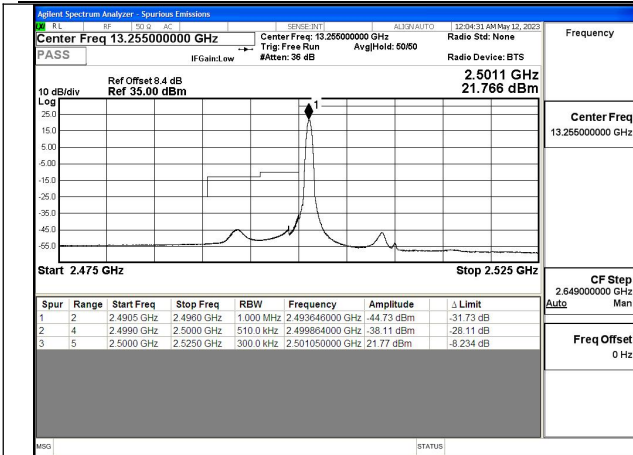 Agilent Spectrum Analyzer - Spurious Emissions
RL RF 50 Ω AC SENSE:INT ALIGN AUTO 12:04:31 AM May 12, 2023
Center Freq 13.255000000 GHz
Center Freq: 13.255000000 GHz
Radio Std: None
Trig: Free Run Avg|Hold: 50/50
PASS
IFGain:Low
#Atten: 36 dB
Radio Device: BTS
Ref Offset 8.4 dB
2.5011 GHz
10 dB/div Ref 35.00 dBm
21.766 dBm
Log
1
25.0
15.0
5.00
-5.00
-15.0
-25.0
-35.0
-45.0
-55.0
Start 2.475 GHz Stop 2.525 GHz
Spur Range Start Freq Stop Freq RBW Frequency Amplitude Δ Limit
1 2 2.4905 GHz 2.4960 GHz 1.000 MHz 2.493646000 GHz -44.73 dBm -31.73 dB
2 4 2.4990 GHz 2.5000 GHz 510.0 kHz 2.499864000 GHz -38.11 dBm -28.11 dB
3 5 2.5000 GHz 2.5250 GHz 300.0 kHz 2.501050000 GHz 21.77 dBm -8.234 dB
MSG STATUS
Frequency
Center Freq
13.255000000 GHz
CF Step
2.649000000 GHz
Auto Man
Freq Offset
0 Hz